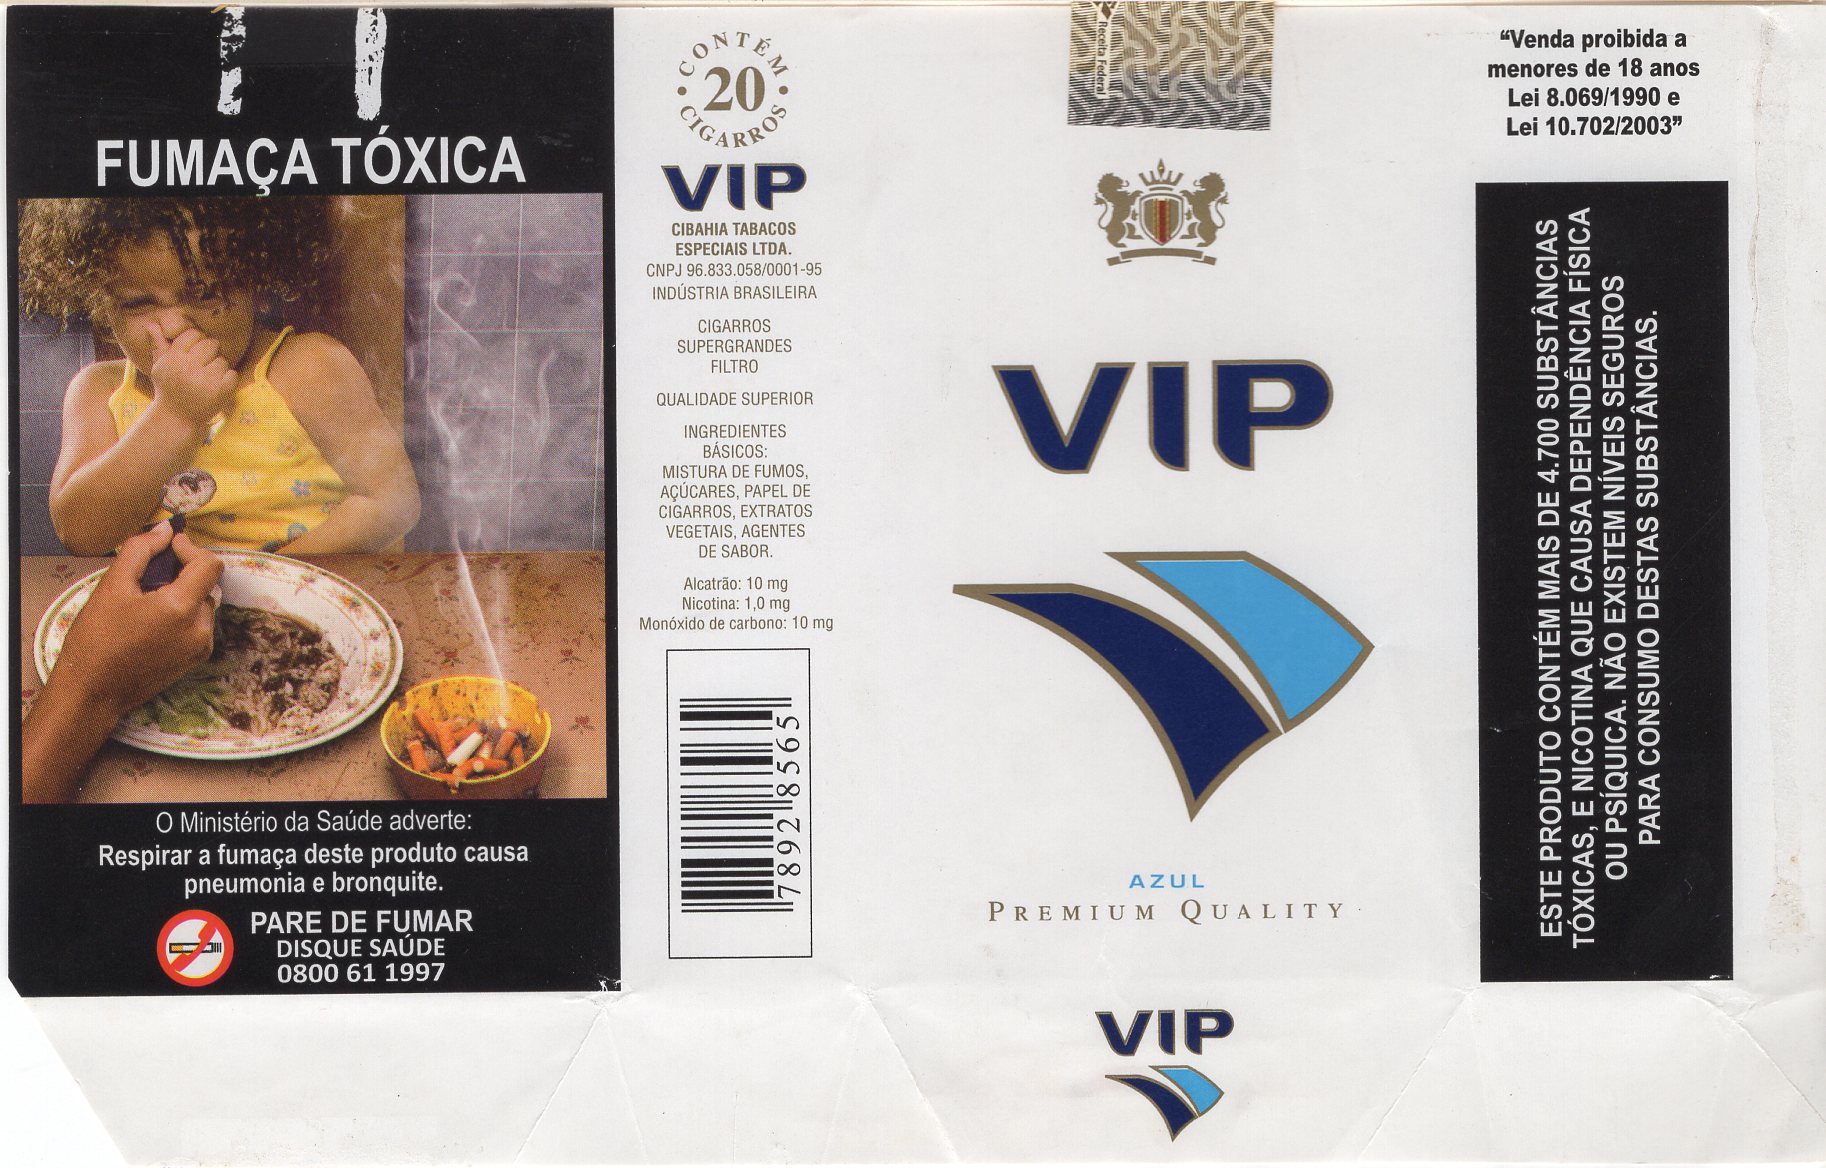 FUMAÇA TÓXICA
O Ministério da Saúde adverte:
Respirar a fumaça deste produto causa
pneumonia e bronquite.
PARE DE FUMAR
DISQUE SAÚDE
0800 61 1997
CONTÉM
20
CIGARROS
VIP
CIBAHIA TABACOS
ESPECIAIS LTDA.
CNPJ 96.833.058/0001-95
INDÚSTRIA BRASILEIRA
CIGARROS
SUPERGRANDES
FILTRO
QUALIDADE SUPERIOR
INGREDIENTES
BÁSICOS:
MISTURA DE FUMOS,
AÇÚCARES, PAPEL DE
CIGARROS, EXTRATOS
VEGETAIS, AGENTES
DE SABOR.
Alcatrão: 10 mg
Nicotina: 1,0 mg
Monóxido de carbono: 10 mg
78928565
Receita Federal
VIP
AZUL
PREMIUM QUALITY
VIP
“Venda proibida a
menores de 18 anos
Lei 8.069/1990 e
Lei 10.702/2003”
ESTE PRODUTO CONTÉM MAIS DE 4.700 SUBSTÂNCIAS
TÓXICAS, E NICOTINA QUE CAUSA DEPENDÊNCIA FÍSICA
OU PSÍQUICA. NÃO EXISTEM NÍVEIS SEGUROS
PARA CONSUMO DESTAS SUBSTÂNCIAS.